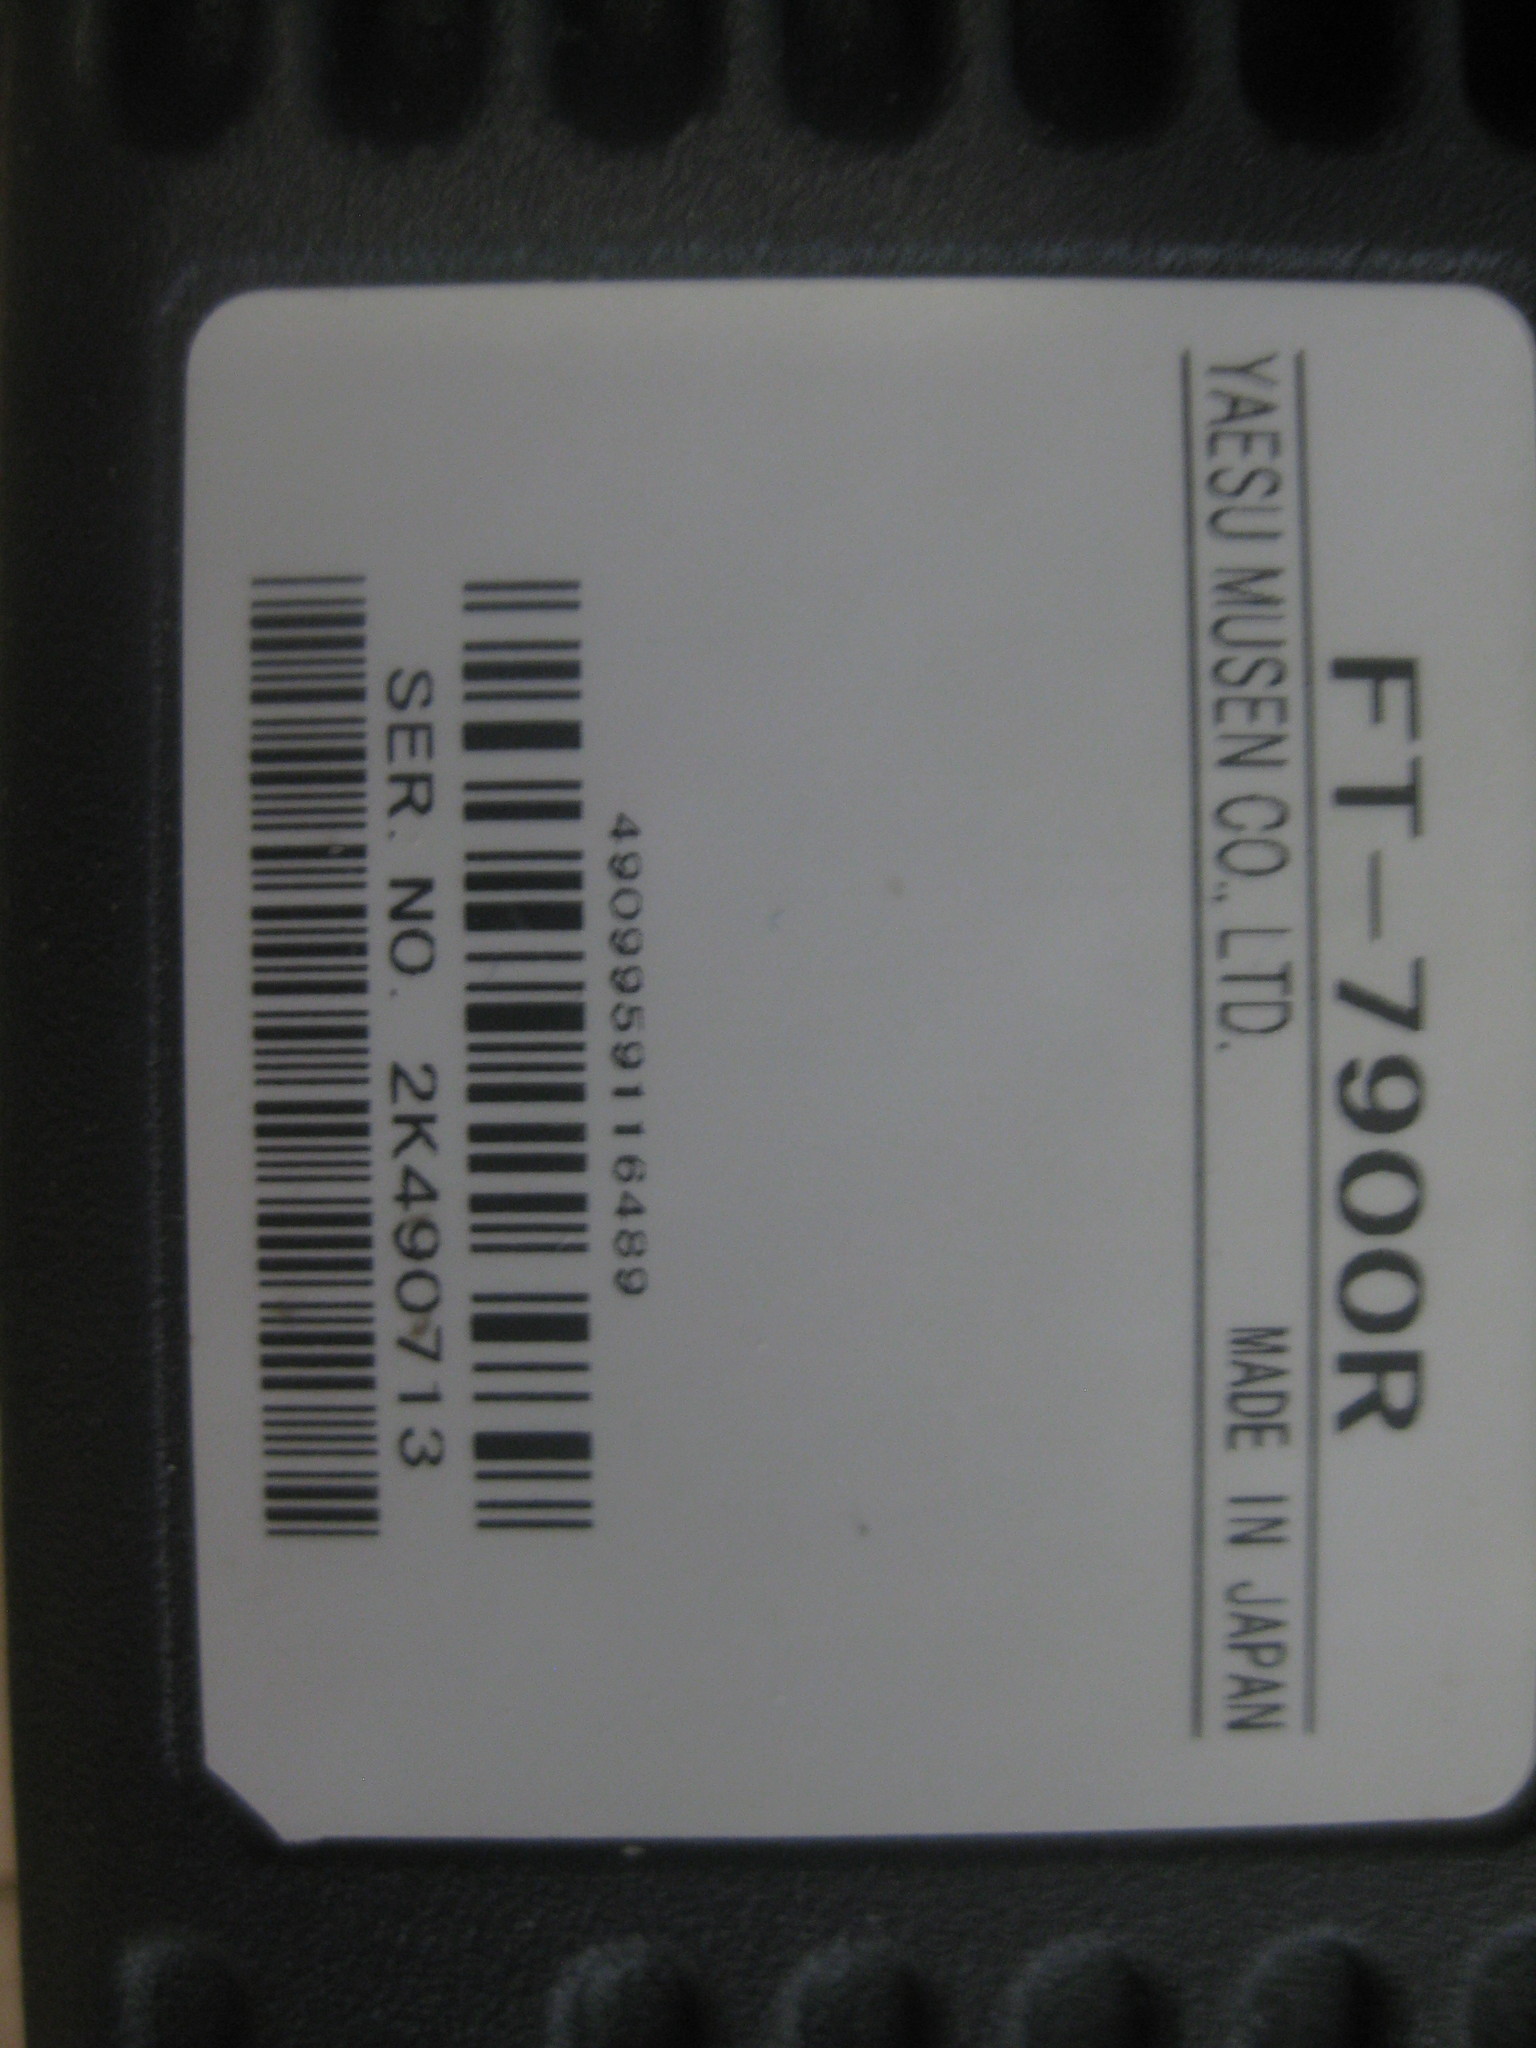 FT-7900R
YAESU MUSEN CO., LTD. MADE IN JAPAN
4909959116489
SER. NO. 2K490713